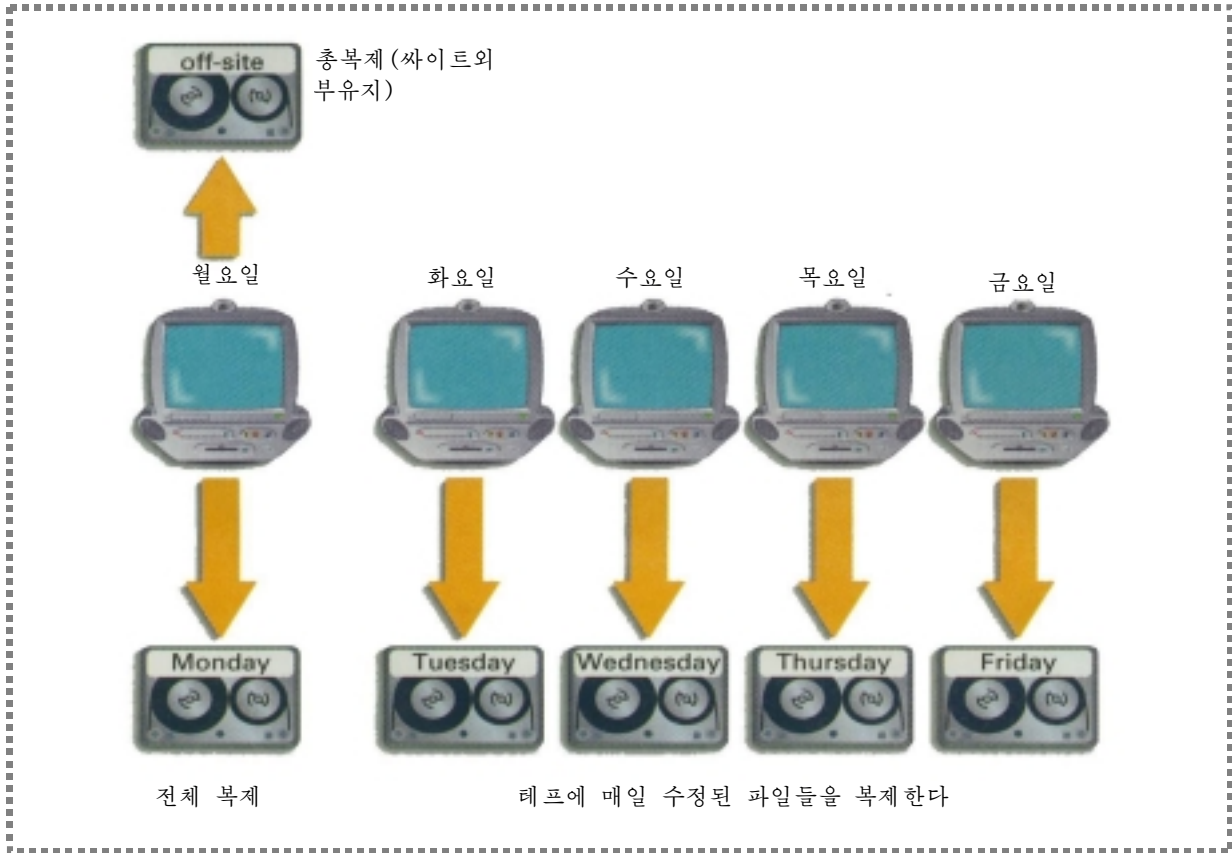 off-site
총복제(싸이트외
부유지)
월요일
화요일
수요일
목요일
금요일
Monday
Tuesday
Wednesday
Thursday
Friday
전체 복제
테프에 매일 수정된 파일들을 복제한다